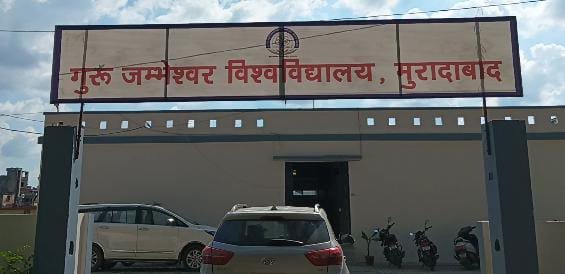 गुरू जम्भेश्वर विश्वविद्यालय, मुरादाबाद